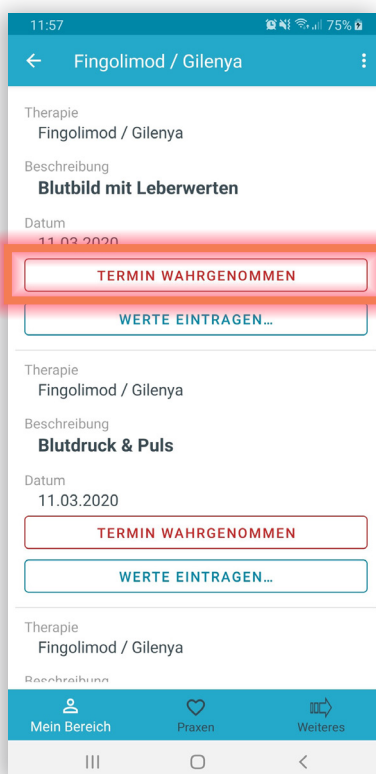 11:57 75%
Fingolimod / Gilenya
Therapie
Fingolimod / Gilenya
Beschreibung
Blutbild mit Leberwerten
Datum
11.03.2020
TERMIN WAHRGENOMMEN
WERTE EINTRAGEN…
Therapie
Fingolimod / Gilenya
Beschreibung
Blutdruck & Puls
Datum
11.03.2020
TERMIN WAHRGENOMMEN
WERTE EINTRAGEN…
Therapie
Fingolimod / Gilenya
Beschreibung
Mein Bereich Praxen Weiteres